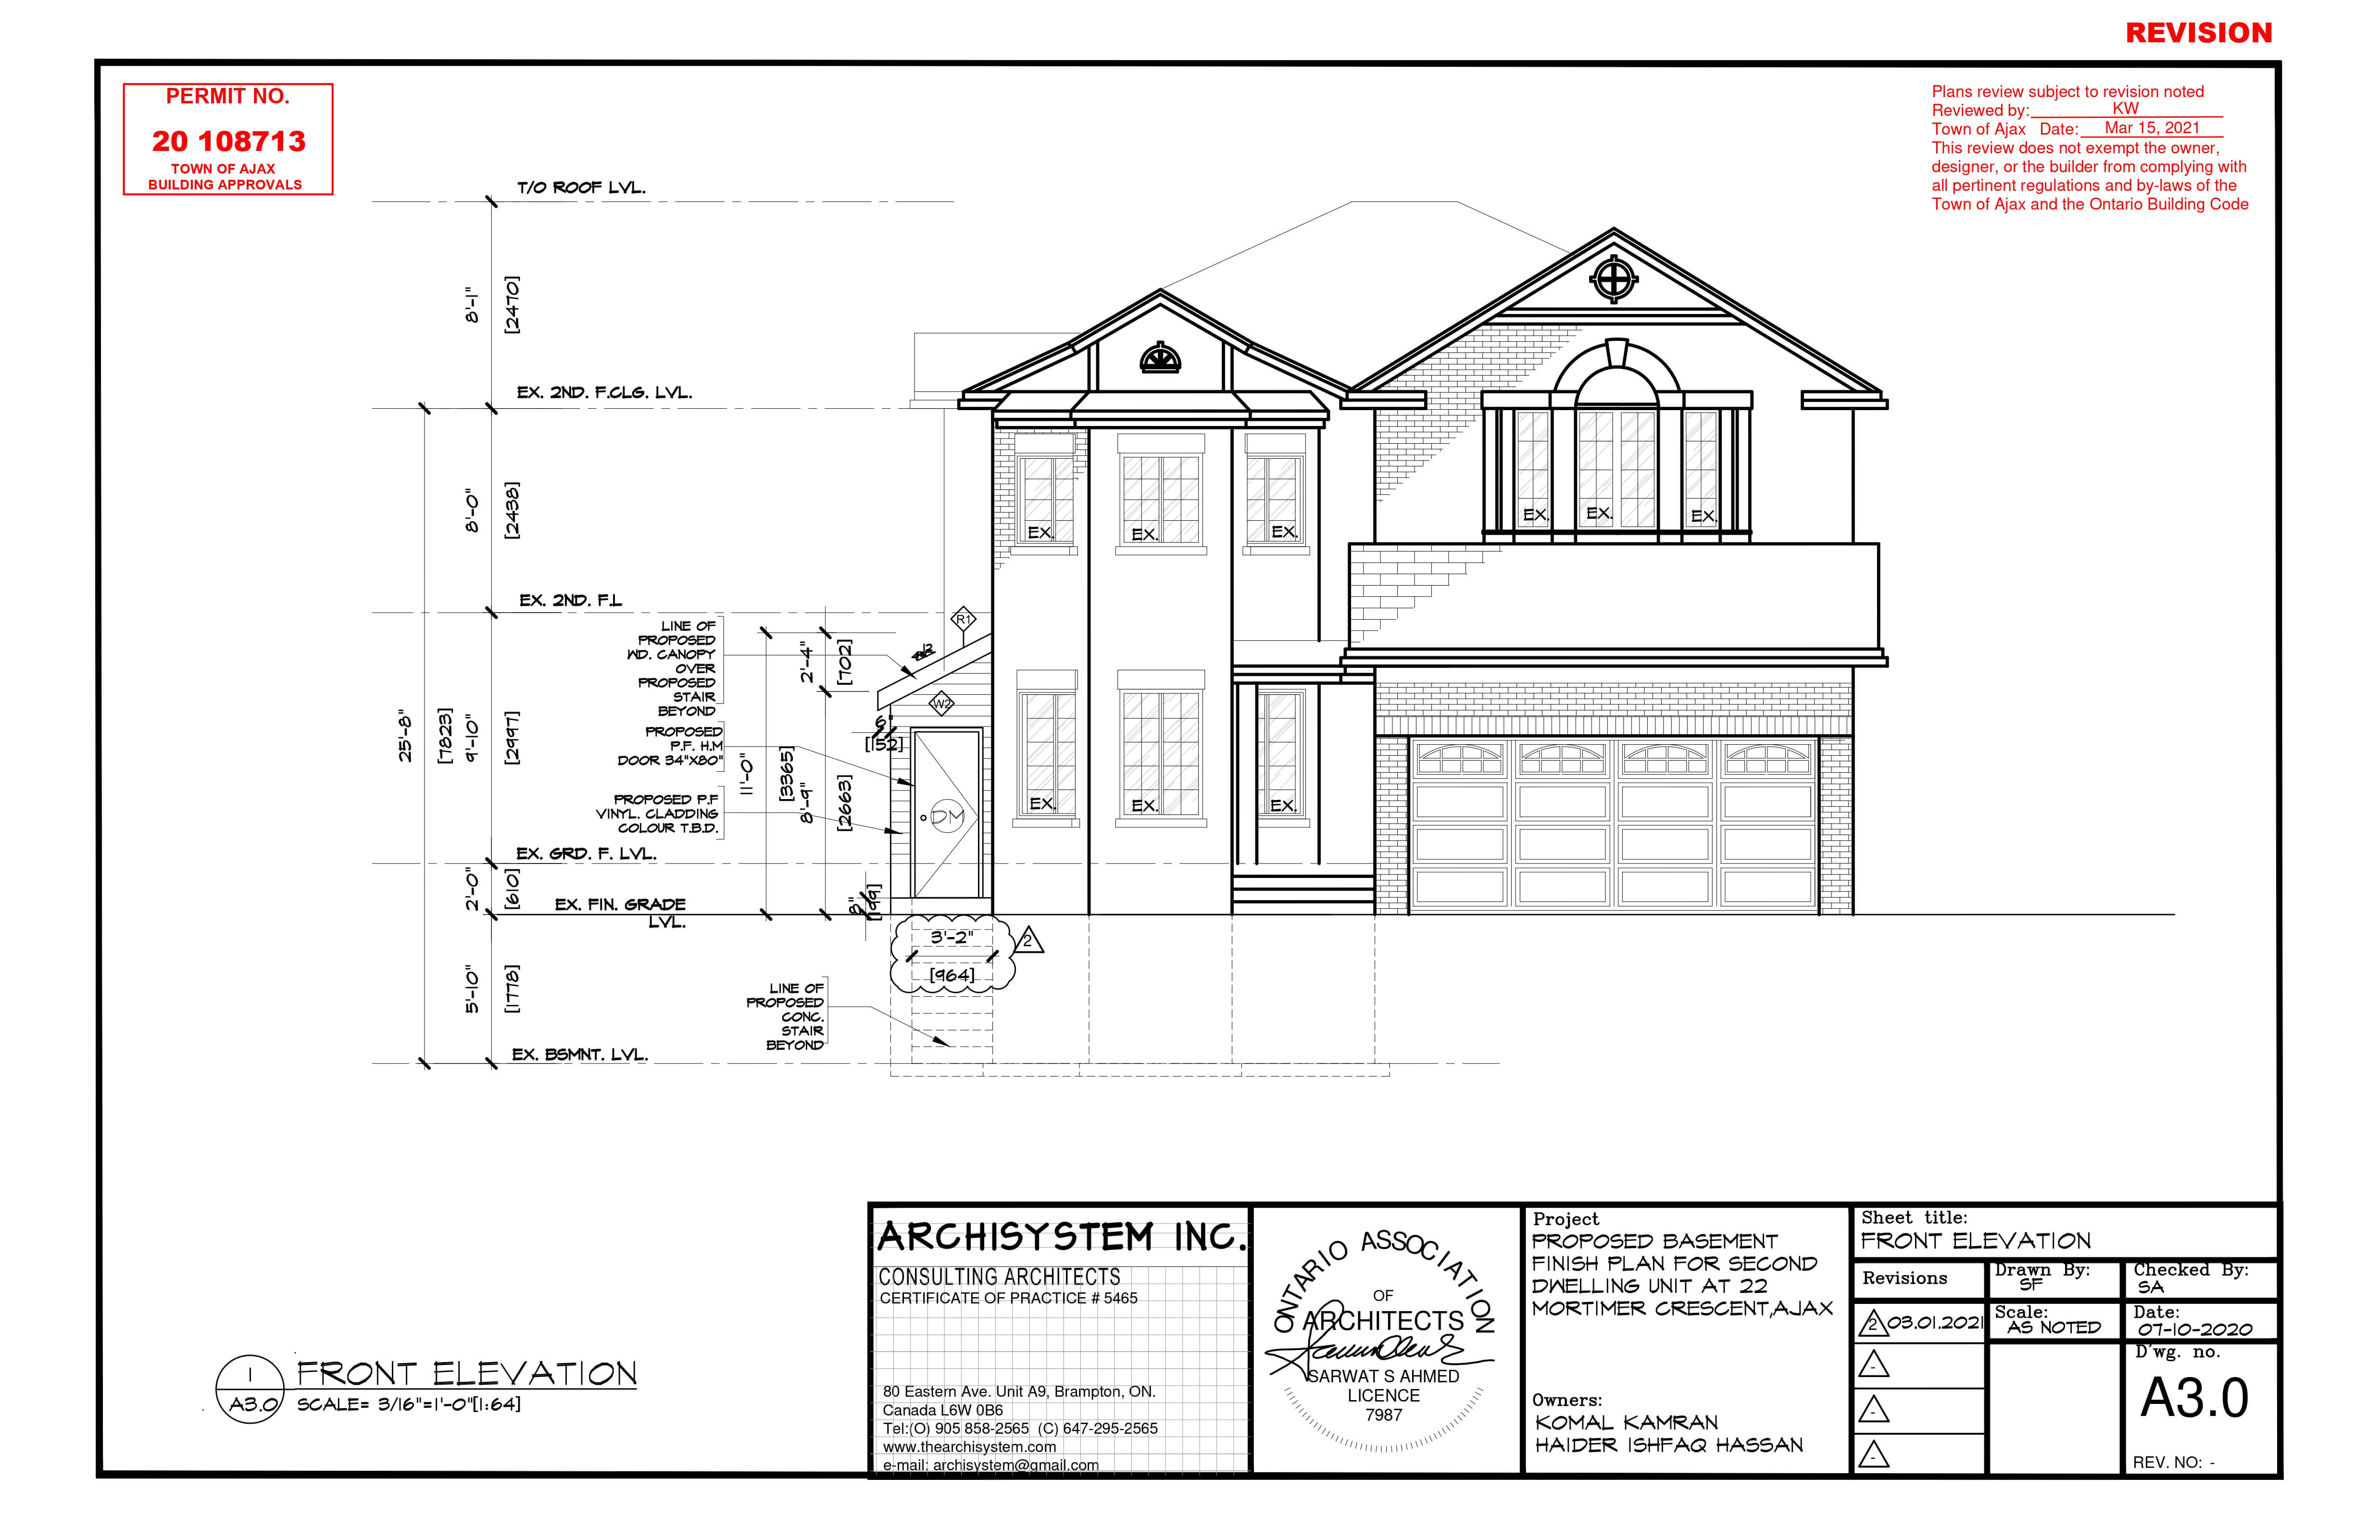 REVISION
PERMIT NO.
20 108713
TOWN OF AJAX
BUILDING APPROVALS
Plans review subject to revision noted
Reviewed by: KW
Town of Ajax Date: Mar 15, 2021
This review does not exempt the owner,
designer, or the builder from complying with
all pertinent regulations and by-laws of the
Town of Ajax and the Ontario Building Code
T/O ROOF LVL.
8'-1"
[2470]
EX. 2ND. F.CLG. LVL.
8'-0"
[2438]
EX. 2ND. F.L
25'-8"
[7823]
9'-10"
[2997]
EX. GRD. F. LVL.
2'-0"
[610]
EX. FIN. GRADE
LVL.
5'-10"
[1778]
EX. BSMNT. LVL.
LINE OF
PROPOSED
WD. CANOPY
OVER
PROPOSED
STAIR
BEYOND
PROPOSED
P.F. H.M
DOOR 34"X80"
PROPOSED P.F
VINYL. CLADDING
COLOUR T.B.D.
11'-0"
[3365]
2'-4"
[702]
8'-9"
[2663]
R1
12
W2
6"
[152]
DM
8"
[199]
3'-2"
[964]
2
LINE OF
PROPOSED
CONC.
STAIR
BEYOND
EX.
EX.
EX.
EX.
EX.
EX.
EX.
EX.
EX.
1
A3.0
FRONT ELEVATION
SCALE= 3/16"=1'-0"[1:64]
ARCHISYSTEM INC.
CONSULTING ARCHITECTS
CERTIFICATE OF PRACTICE # 5465
80 Eastern Ave. Unit A9, Brampton, ON.
Canada L6W 0B6
Tel:(O) 905 858-2565 (C) 647-295-2565
www.thearchisystem.com
e-mail: archisystem@gmail.com
ONTARIO ASSOCIATION
OF
ARCHITECTS
SARWAT S AHMED
LICENCE
7987
Project
PROPOSED BASEMENT
FINISH PLAN FOR SECOND
DWELLING UNIT AT 22
MORTIMER CRESCENT,AJAX
Owners:
KOMAL KAMRAN
HAIDER ISHFAQ HASSAN
Sheet title:
FRONT ELEVATION
Revisions
2 03.01.2021
-
-
-
Drawn By:
SF
Checked By:
SA
Scale:
AS NOTED
Date:
07-10-2020
D'wg. no.
A3.0
REV. NO: -